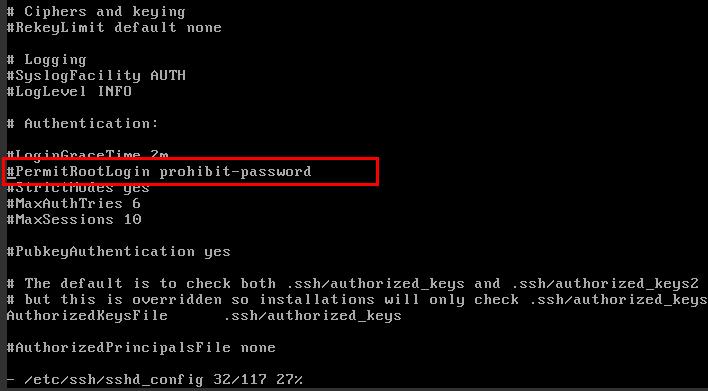 # Ciphers and keying
#RekeyLimit default none
# Logging
#SyslogFacility AUTH
#LogLevel INFO
# Authentication:
#LoginGraceTime 2m
#PermitRootLogin prohibit-password
#StrictModes yes
#MaxAuthTries 6
#MaxSessions 10
#PubkeyAuthentication yes
# The default is to check both .ssh/authorized_keys and .ssh/authorized_keys2
# but this is overridden so installations will only check .ssh/authorized_keys
AuthorizedKeysFile      .ssh/authorized_keys
#AuthorizedPrincipalsFile none
- /etc/ssh/sshd_config 32/117 27%